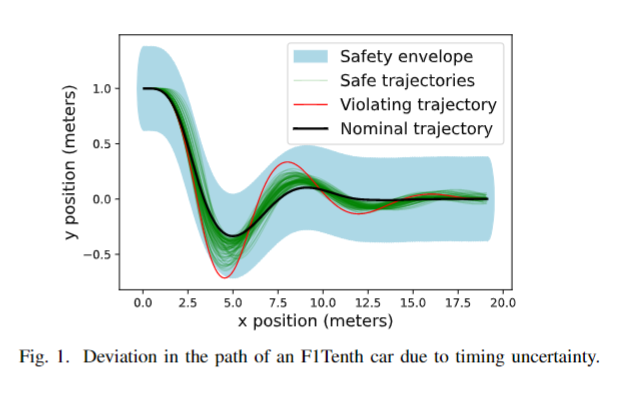 Safety envelope
Safe trajectories
Violating trajectory
Nominal trajectory
y position (meters)
1.0
0.5
0.0
−0.5
0.0 2.5 5.0 7.5 10.0 12.5 15.0 17.5 20.0
x position (meters)
Fig. 1. Deviation in the path of an F1Tenth car due to timing uncertainty.